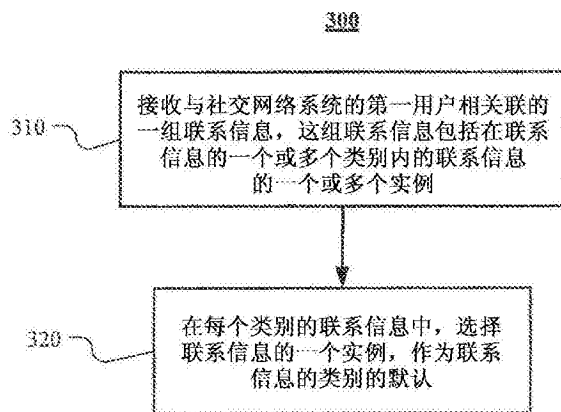 300
310
接收与社交网络系统的第一用户相关联的
一组联系信息，这组联系信息包括在联系
信息的一个或多个类别内的联系信息
的一个或多个实例
320
在每个类别的联系信息中，选择
联系信息的一个实例，作为联系
信息的类别的默认